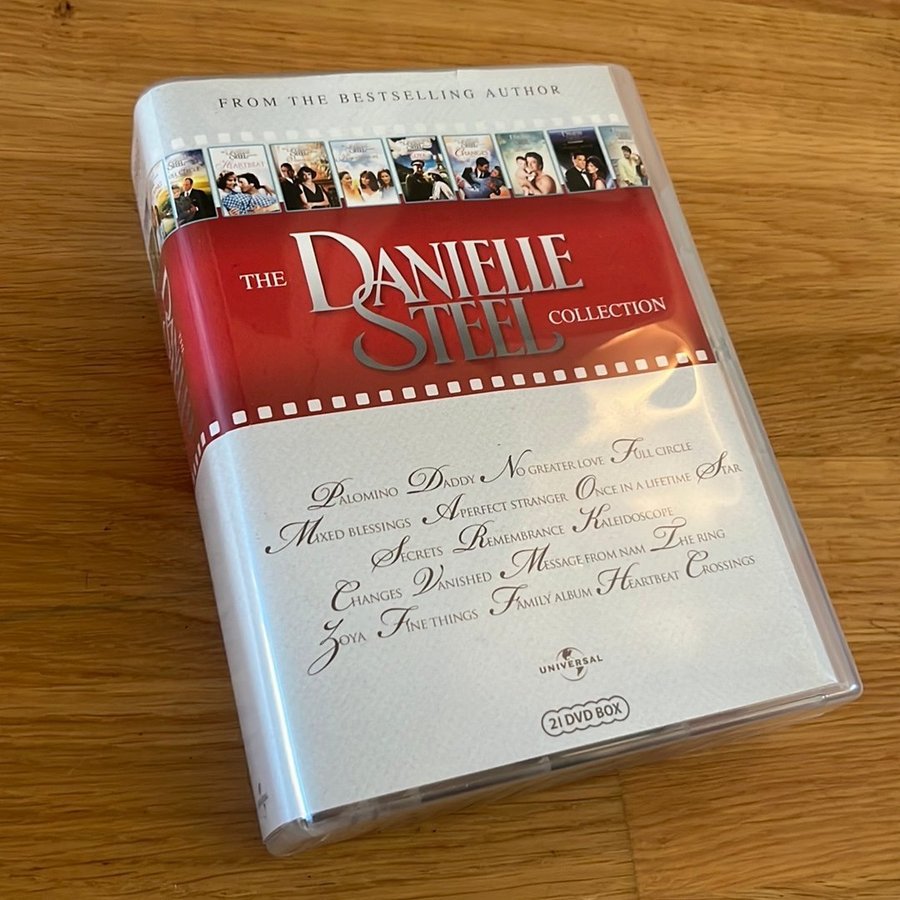 FROM THE BESTSELLING AUTHOR
HEARTBEAT
CHANGES
THE DANIELLE STEEL COLLECTION
PALOMINO DADDY NO GREATER LOVE FULL CIRCLE
MIXED BLESSINGS A PERFECT STRANGER ONCE IN A LIFETIME STAR
SECRETS REMEMBRANCE KALEIDOSCOPE
CHANGES VANISHED MESSAGE FROM NAM THE RING
ZOYA FINE THINGS FAMILY ALBUM HEARTBEAT CROSSINGS
UNIVERSAL
21 DVD BOX